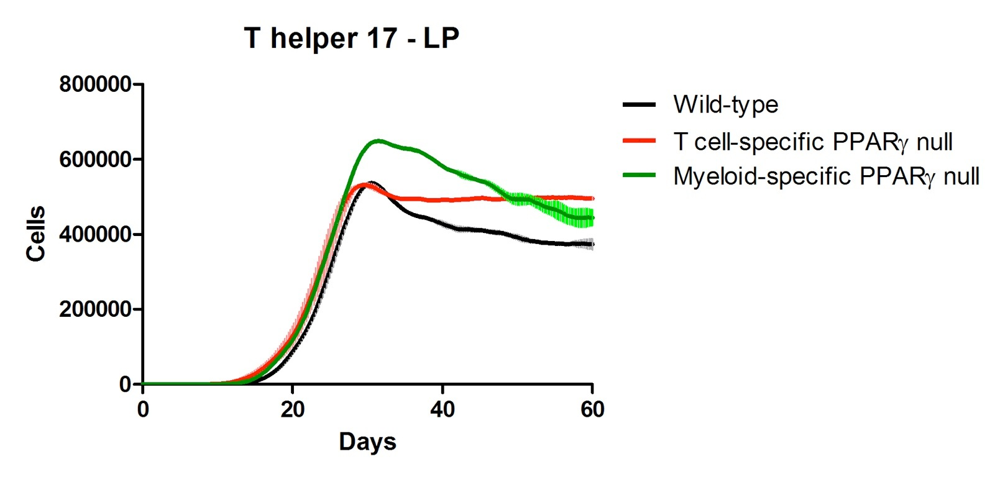 T helper 17 - LP
800000
600000
400000
200000
0
0 20 40 60
Cells
Days
Wild-type
T cell-specific PPARγ null
Myeloid-specific PPARγ null